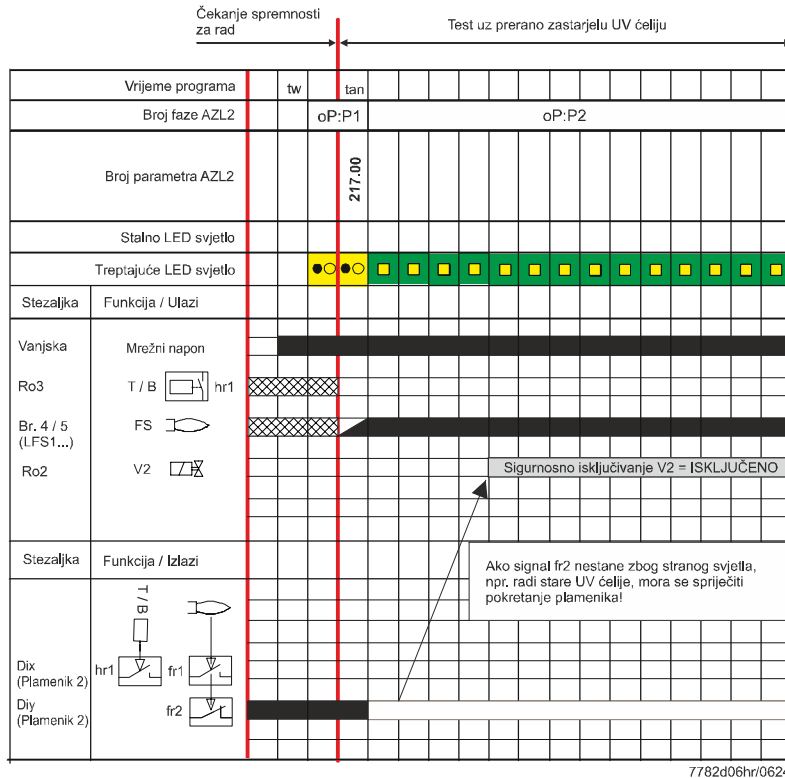 Čekanje spremnosti
za rad
Test uz prerano zastarjelu UV ćeliju
Vrijeme programa
tw
tan
Broj faze AZL2
oP:P1
oP:P2
Broj parametra AZL2
217.00
Stalno LED svjetlo
Treptajuće LED svjetlo
Stezaljka
Funkcija / Ulazi
Vanjska
Mrežni napon
Ro3
T / B
hr1
Br. 4 / 5
(LFS1...)
FS
Ro2
V2
Sigurnosno isključivanje V2 = ISKLJUČENO
Stezaljka
Funkcija / Izlazi
Ako signal fr2 nestane zbog stranog svjetla,
npr. radi stare UV ćelije, mora se spriječiti
pokretanje plamenika!
T / B
Dix
(Plamenik 2)
hr1
fr1
Diy
(Plamenik 2)
fr2
7782d06hr/0624